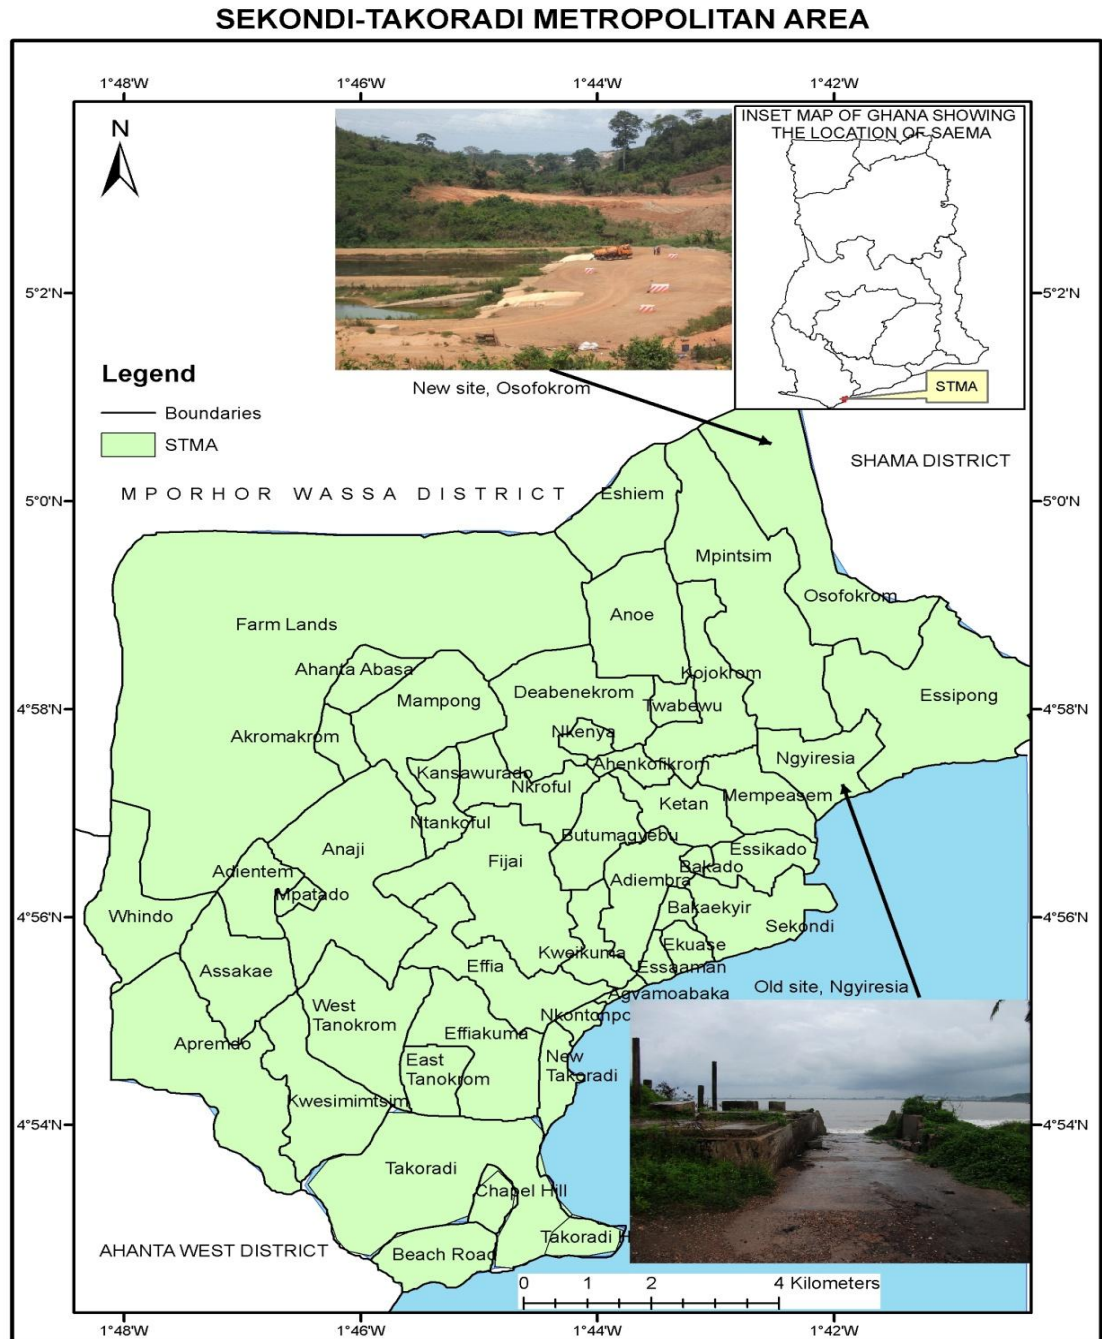 SEKONDI-TAKORADI METROPOLITAN AREA
1°48'W
1°46'W
1°44'W
1°42'W
N
INSET MAP OF GHANA SHOWING
THE LOCATION OF SAEMA
STMA
5°2'N
5°2'N
Legend
Boundaries
STMA
New site, Osofokrom
SHAMA DISTRICT
MPORHOR WASSA DISTRICT
5°0'N
5°0'N
Eshiem
Mpintsim
Osofokrom
Anoe
Farm Lands
Ahanta Abasa
Kojokrom
Mampong
Deabenekrom
Essipong
Twabewu
4°58'N
4°58'N
Akromakrom
Nkenya
Ngyiresia
Kansawurado
Ahenkofikrom
Nkroful
Mempeasem
Ketan
Ntankoful
Butumagyebu
Anaji
Fijai
Essikado
Adientem
Bakado
Adiembra
Mpatado
4°56'N
4°56'N
Whindo
Bakaekyir
Sekondi
Ekuase
Kweikuma
Assakae
Effia
Essaaman
Old site, Ngyiresia
Agyamoabaka
West
Tanokrom
Nkontonpo
Effiakuma
Apremdo
New
Takoradi
East
Tanokrom
Kwesimimtsim
4°54'N
4°54'N
Takoradi
Chapel Hill
Takoradi H
AHANTA WEST DISTRICT
Beach Road
0 1 2 4 Kilometers
1°48'W
1°46'W
1°44'W
1°42'W